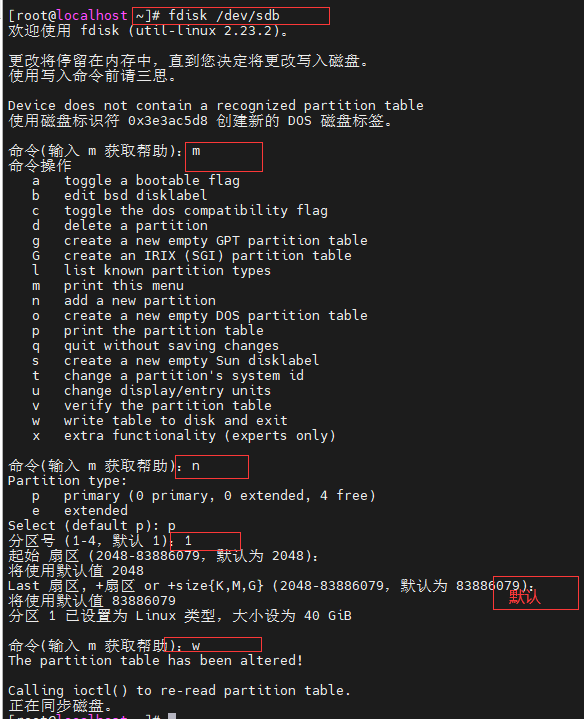 [root@localhost ~]# fdisk /dev/sdb
欢迎使用 fdisk (util-linux 2.23.2)。
更改将停留在内存中，直到您决定将更改写入磁盘。
使用写入命令前请三思。
Device does not contain a recognized partition table
使用磁盘标识符 0x3e3ac5d8 创建新的 DOS 磁盘标签。
命令(输入 m 获取帮助)：m
命令操作
a   toggle a bootable flag
b   edit bsd disklabel
c   toggle the dos compatibility flag
d   delete a partition
g   create a new empty GPT partition table
G   create an IRIX (SGI) partition table
l   list known partition types
m   print this menu
n   add a new partition
o   create a new empty DOS partition table
p   print the partition table
q   quit without saving changes
s   create a new empty Sun disklabel
t   change a partition's system id
u   change display/entry units
v   verify the partition table
w   write table to disk and exit
x   extra functionality (experts only)
命令(输入 m 获取帮助)：n
Partition type:
p   primary (0 primary, 0 extended, 4 free)
e   extended
Select (default p): p
分区号 (1-4，默认 1)：1
起始 扇区 (2048-83886079，默认为 2048)：
将使用默认值 2048
Last 扇区, +扇区 or +size{K,M,G} (2048-83886079，默认为 83886079)：
默认
将使用默认值 83886079
分区 1 已设置为 Linux 类型，大小设为 40 GiB
命令(输入 m 获取帮助)：w
The partition table has been altered!
Calling ioctl() to re-read partition table.
正在同步磁盘。
[root@localhost ~]#